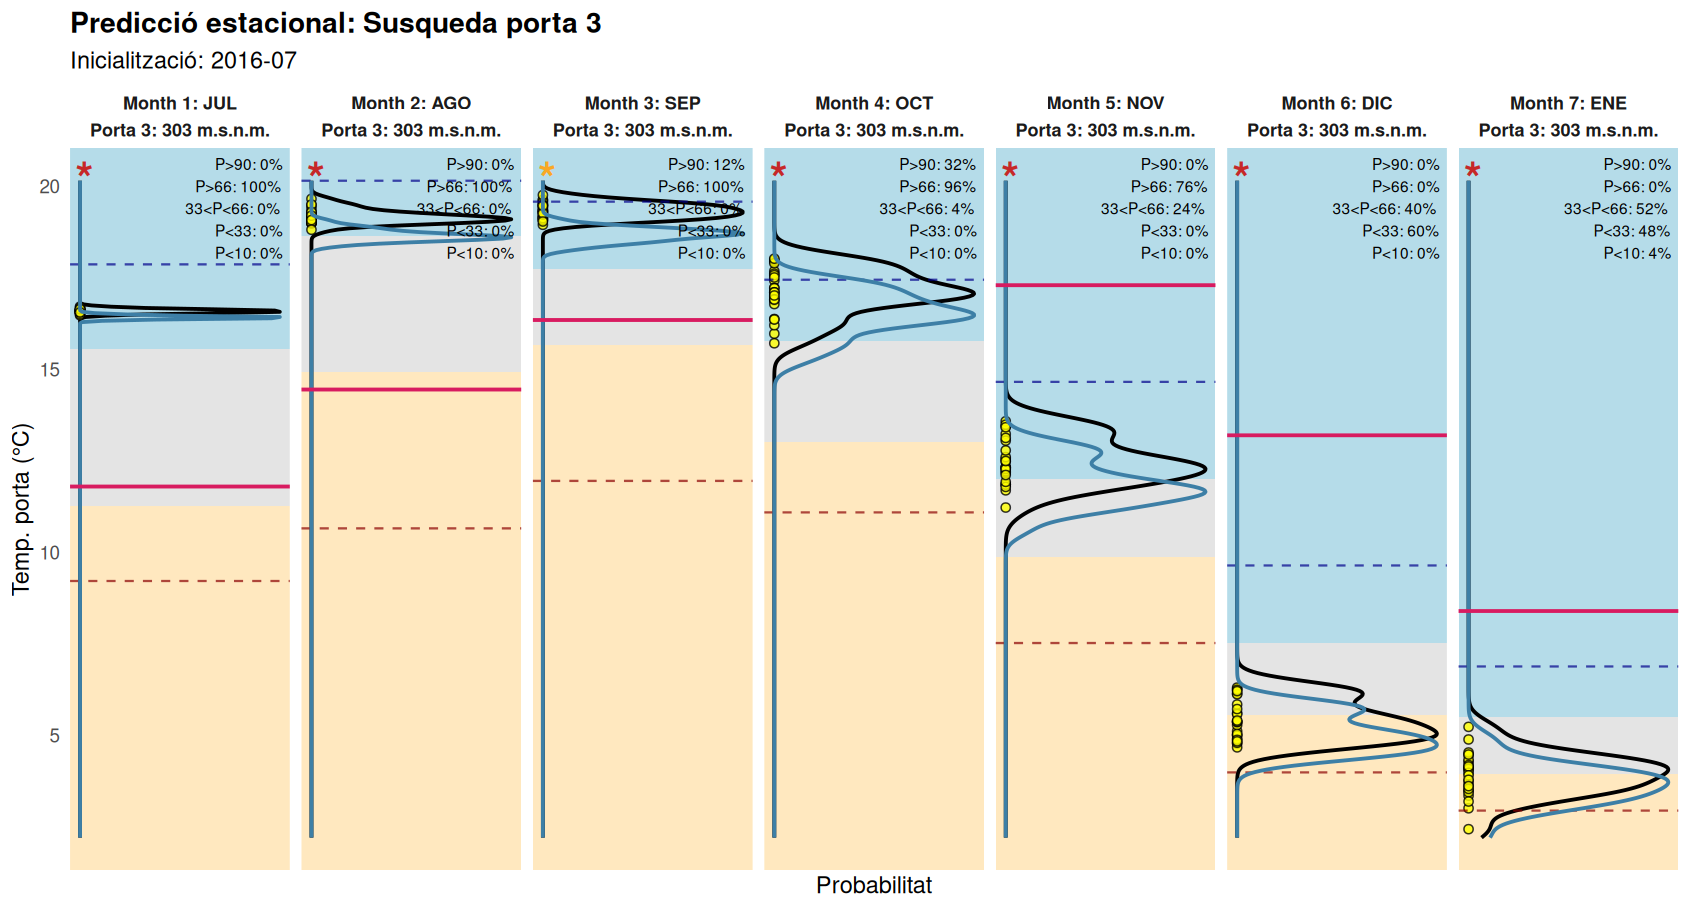 Predicció estacional: Susqueda porta 3
Inicialització: 2016-07
Month 1: JUL
Porta 3: 303 m.s.n.m.
Month 2: AGO
Porta 3: 303 m.s.n.m.
Month 3: SEP
Porta 3: 303 m.s.n.m.
Month 4: OCT
Porta 3: 303 m.s.n.m.
Month 5: NOV
Porta 3: 303 m.s.n.m.
Month 6: DIC
Porta 3: 303 m.s.n.m.
Month 7: ENE
Porta 3: 303 m.s.n.m.
*
P>90: 0%
P>66: 100%
33<P<66: 0%
P<33: 0%
P<10: 0%
*
P>90: 0%
P>66: 100%
33<P<66: 0%
P<33: 0%
P<10: 0%
*
P>90: 12%
P>66: 100%
33<P<66: 0%
P<33: 0%
P<10: 0%
*
P>90: 32%
P>66: 96%
33<P<66: 4%
P<33: 0%
P<10: 0%
*
P>90: 0%
P>66: 76%
33<P<66: 24%
P<33: 0%
P<10: 0%
*
P>90: 0%
P>66: 0%
33<P<66: 40%
P<33: 60%
P<10: 0%
*
P>90: 0%
P>66: 0%
33<P<66: 52%
P<33: 48%
P<10: 4%
20
15
10
5
Temp. porta (°C)
Probabilitat